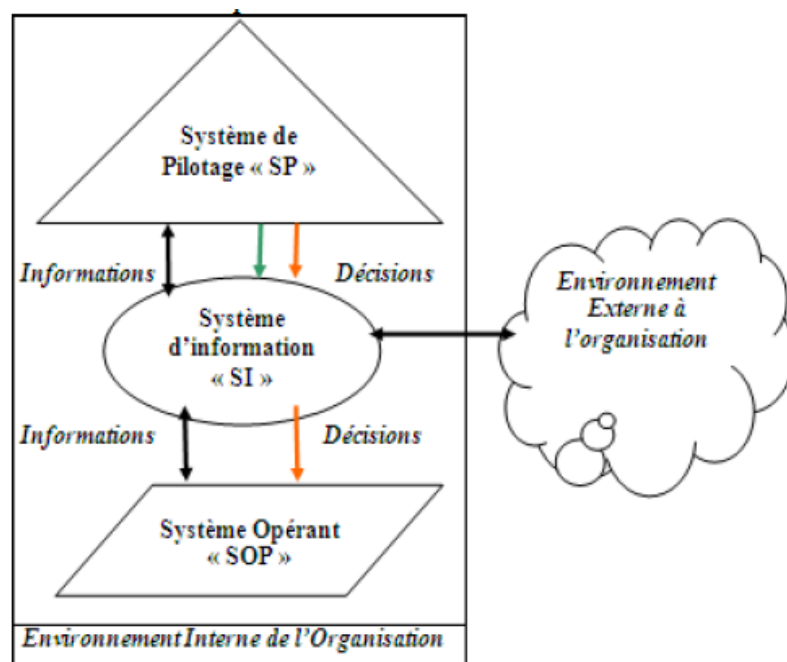 Système de
Pilotage « SP »
Informations
Décisions
Environnement
Externe à
l'organisation
Système
d'information
« SI »
Informations
Décisions
Système Opérant
« SOP »
Environnement Interne de l'Organisation